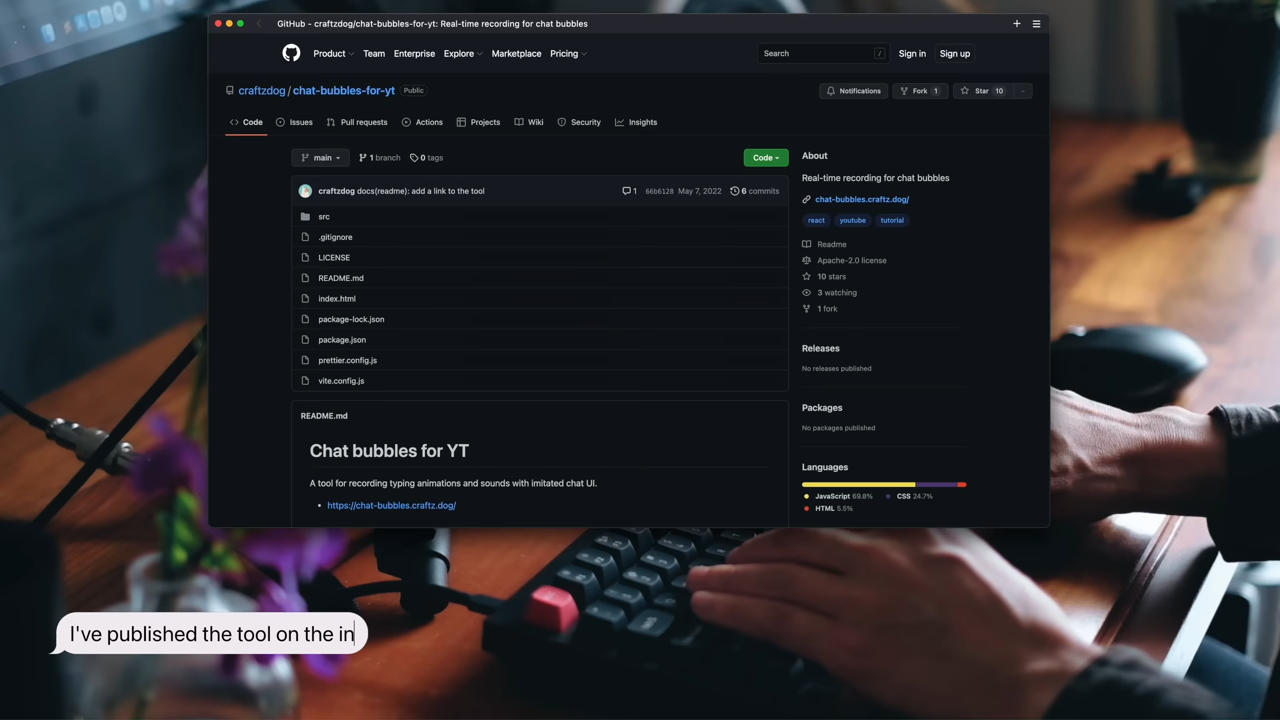 GitHub - craftzdog/chat-bubbles-for-yt: Real-time recording for chat bubbles
Product Team Enterprise Explore Marketplace Pricing
Search /
Sign in Sign up
craftzdog / chat-bubbles-for-yt Public
Notifications Fork 1 Star 10
Code Issues Pull requests Actions Projects Wiki Security Insights
main 1 branch 0 tags Code
craftzdog docs(readme): add a link to the tool 1 66b6128 May 7, 2022 6 commits
src
.gitignore
LICENSE
README.md
index.html
package-lock.json
package.json
prettier.config.js
vite.config.js
README.md
Chat bubbles for YT
A tool for recording typing animations and sounds with imitated chat UI.
https://chat-bubbles.craftz.dog/
About
Real-time recording for chat bubbles
chat-bubbles.craftz.dog/
react youtube tutorial
Readme
Apache-2.0 license
10 stars
3 watching
1 fork
Releases
No releases published
Packages
No packages published
Languages
JavaScript 69.8% CSS 24.7%
HTML 5.5%
I've published the tool on the in